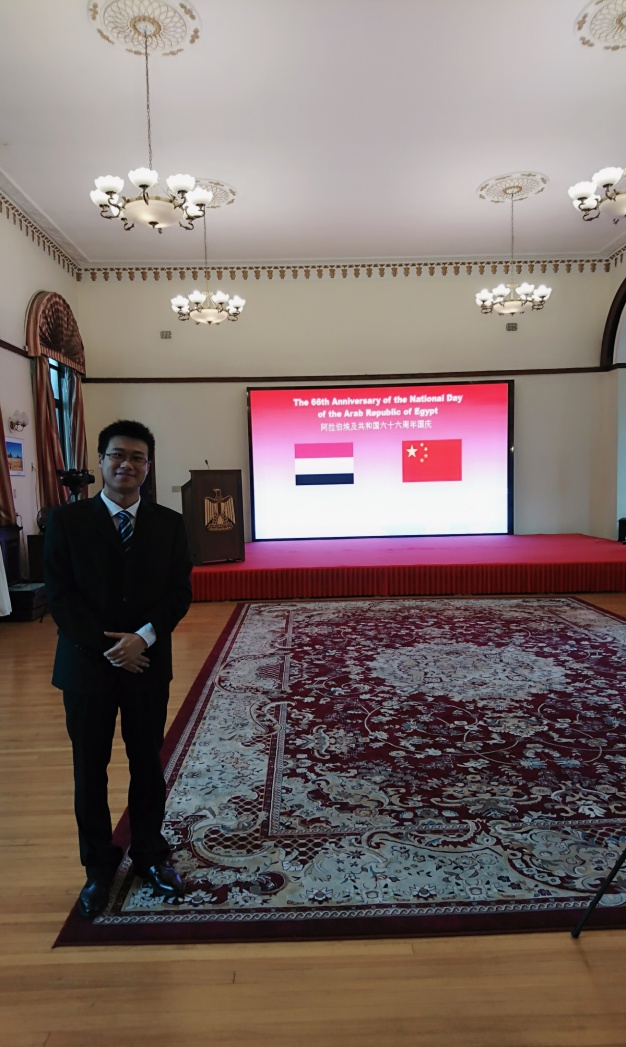 The 66th Anniversary of the National Day
of the Arab Republic of Egypt
阿拉伯埃及共和国六十六周年国庆